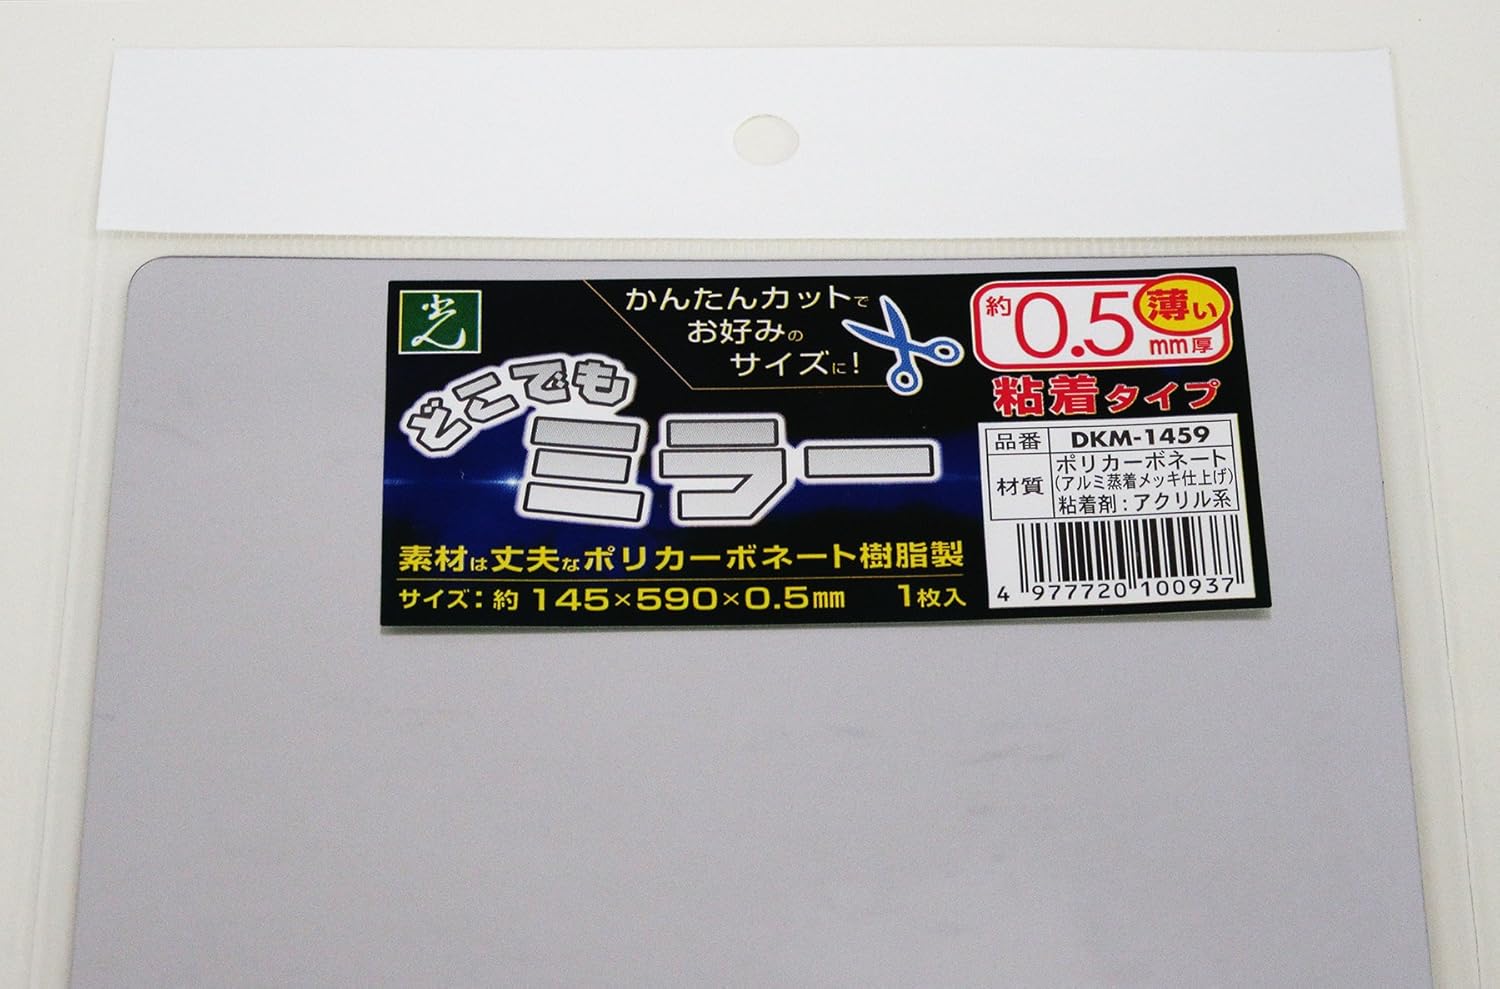 光
かんたんカットで
お好みの
サイズに!
どこでも
ミラー
素材は丈夫なポリカーボネート樹脂製
サイズ：約 145×590×0.5mm 1枚入
約0.5mm厚
薄い
粘着タイプ
品番 DKM-1459
材質 ポリカーボネート
(アルミ蒸着メッキ仕上げ)
粘着剤：アクリル系
4 977720 100937